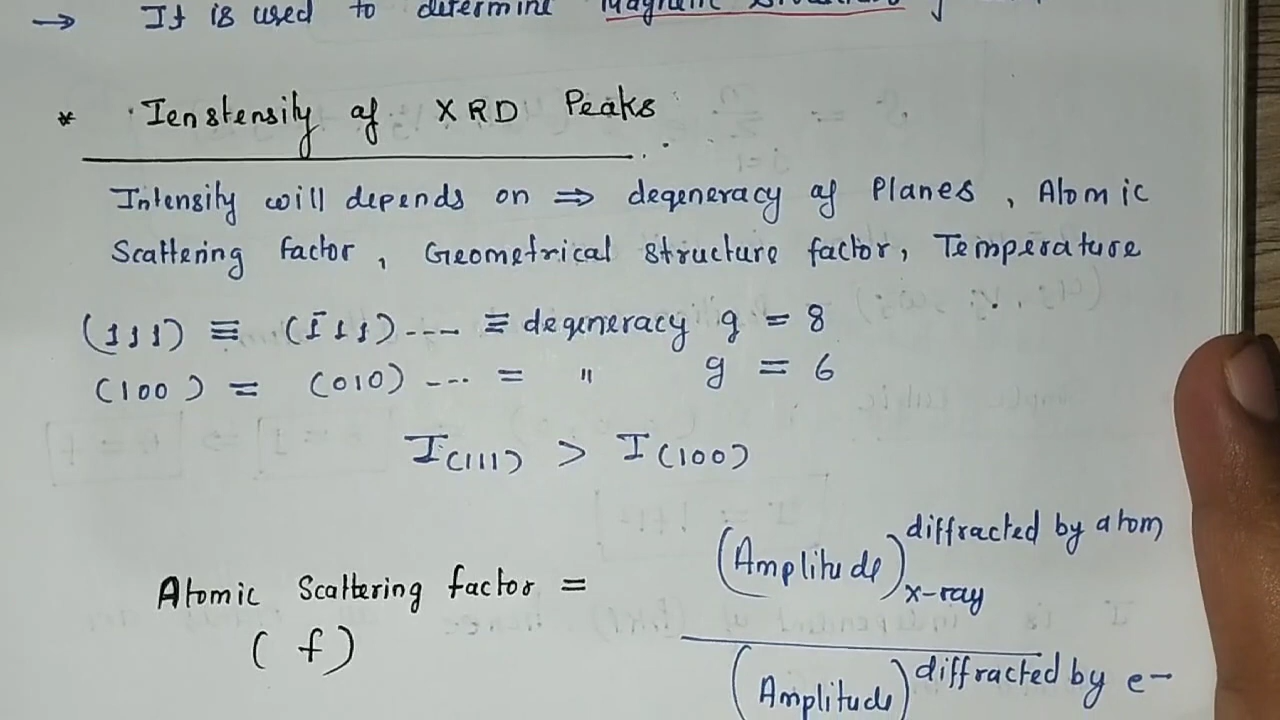 → It is used to determine Magnetic Structure
* Ienstensity of XRD Peaks
Intensity will depends on ⇒ degeneracy of Planes, Atomic
Scattering factor, Geometrical structure factor, Temperature
(111) ≡ (1̄11) ---- ≡ degeneracy g = 8
(100) = (010) --- = " g = 6
I(111) > I(100)
Atomic Scattering factor = (Amplitude) diffracted by atom
x-ray
( f )
(Amplitude) diffracted by e-